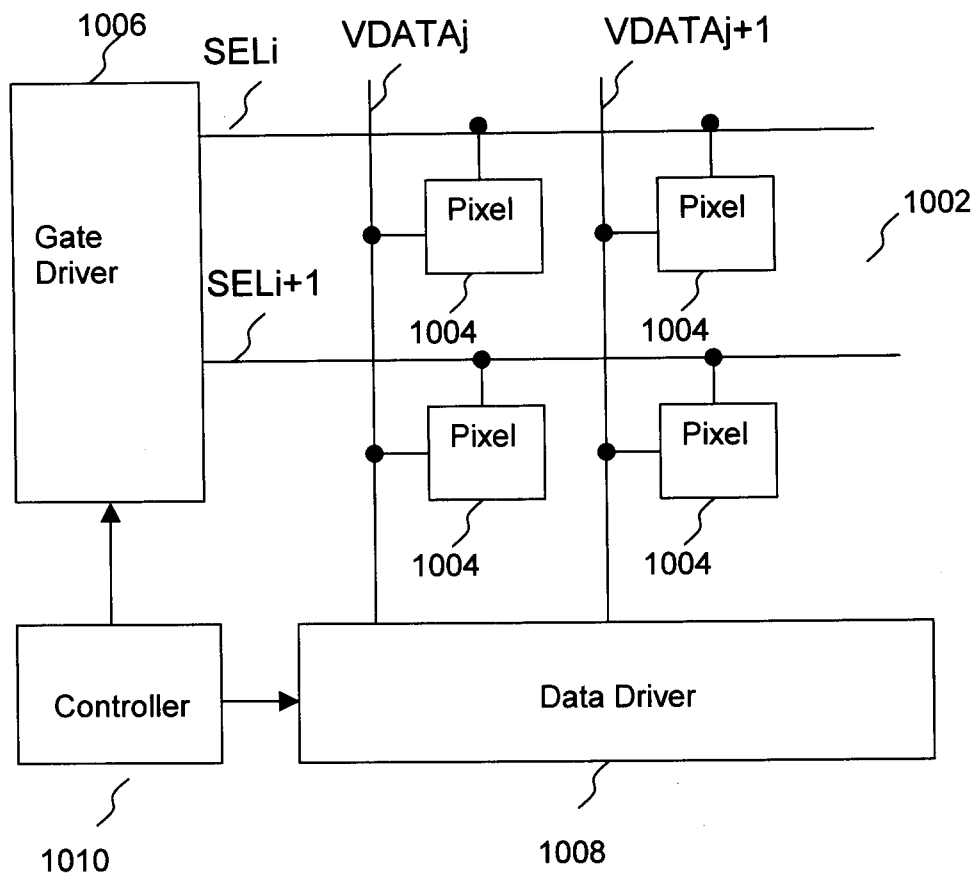 1006
SELi
VDATAj
VDATAj+1
Pixel
Pixel
1002
Gate
Driver
SELi+1
1004
1004
Pixel
Pixel
1004
1004
Controller
Data Driver
1010
1008